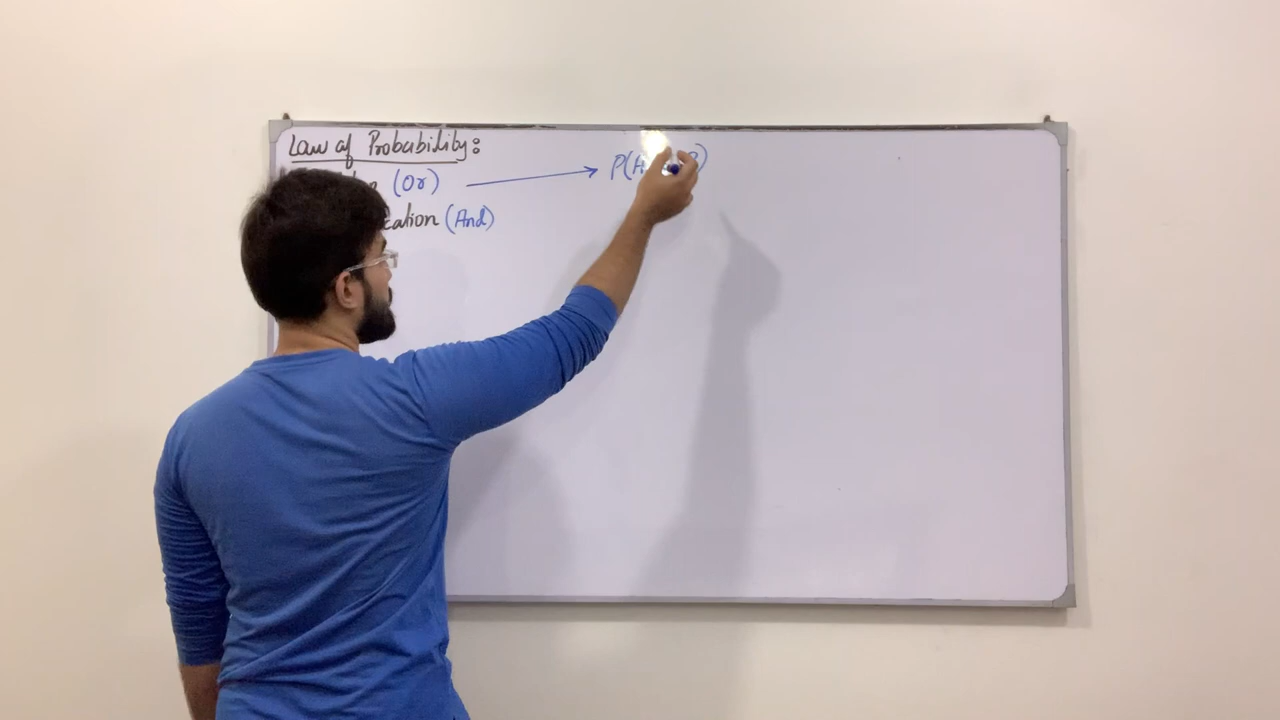 Law of Probability:
(Or) → P(A B)
cation (And)